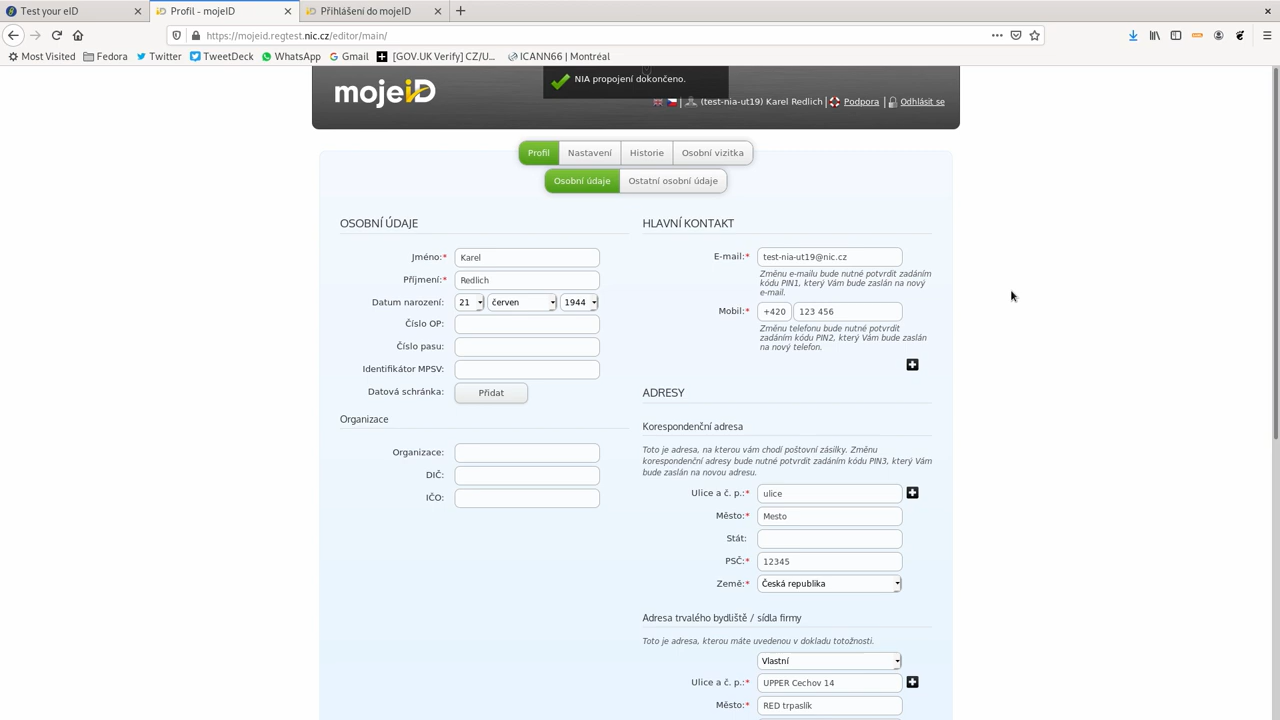 Test your eID
Profil - mojeID
Přihlášení do mojeID
https://mojeid.regtest.nic.cz/editor/main/
Most Visited
Fedora
Twitter
TweetDeck
WhatsApp
Gmail
[GOV.UK Verify] CZ/U…
ICANN66 | Montréal
NIA propojení dokončeno.
mojeiD
(test-nia-ut19) Karel Redlich
Podpora
Odhlásit se
Profil
Nastavení
Historie
Osobní vizitka
Osobní údaje
Ostatní osobní údaje
OSOBNÍ ÚDAJE
Jméno:* Karel
Příjmení:* Redlich
Datum narození: 21 červen 1944
Číslo OP:
Číslo pasu:
Identifikátor MPSV:
Datová schránka: Přidat
Organizace
Organizace:
DIČ:
IČO:
HLAVNÍ KONTAKT
E-mail:* test-nia-ut19@nic.cz
Změnu e-mailu bude nutné potvrdit zadáním
kódu PIN1, který Vám bude zaslán na nový
e-mail.
Mobil:* +420 123 456
Změnu telefonu bude nutné potvrdit
zadáním kódu PIN2, který Vám bude zaslán
na nový telefon.
ADRESY
Korespondenční adresa
Toto je adresa, na kterou vám chodí poštovní zásilky. Změnu
korespondenční adresy bude nutné potvrdit zadáním kódu PIN3, který Vám
bude zaslán na novou adresu.
Ulice a č. p.:* ulice
Město:* Mesto
Stát:
PSČ:* 12345
Země:* Česká republika
Adresa trvalého bydliště / sídla firmy
Toto je adresa, kterou máte uvedenou v dokladu totožnosti.
Vlastní
Ulice a č. p.:* UPPER Cechov 14
Město:* RED trpaslik